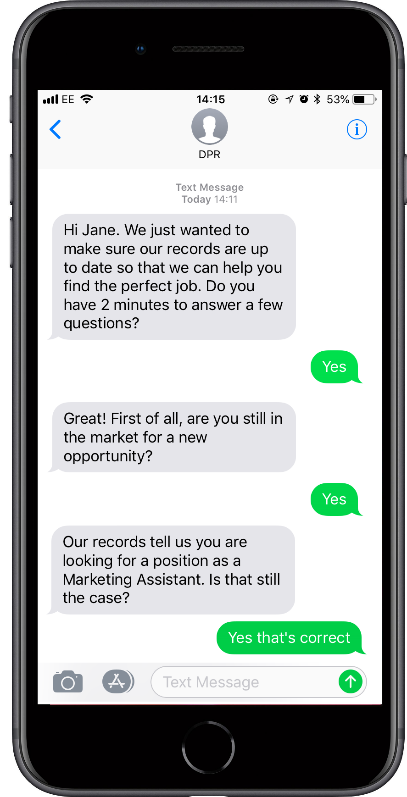 EE 14:15 53%
DPR
Text Message
Today 14:11
Hi Jane. We just wanted to
make sure our records are up
to date so that we can help you
find the perfect job. Do you
have 2 minutes to answer a few
questions?
Yes
Great! First of all, are you still in
the market for a new
opportunity?
Yes
Our records tell us you are
looking for a position as a
Marketing Assistant. Is that still
the case?
Yes that's correct
Text Message